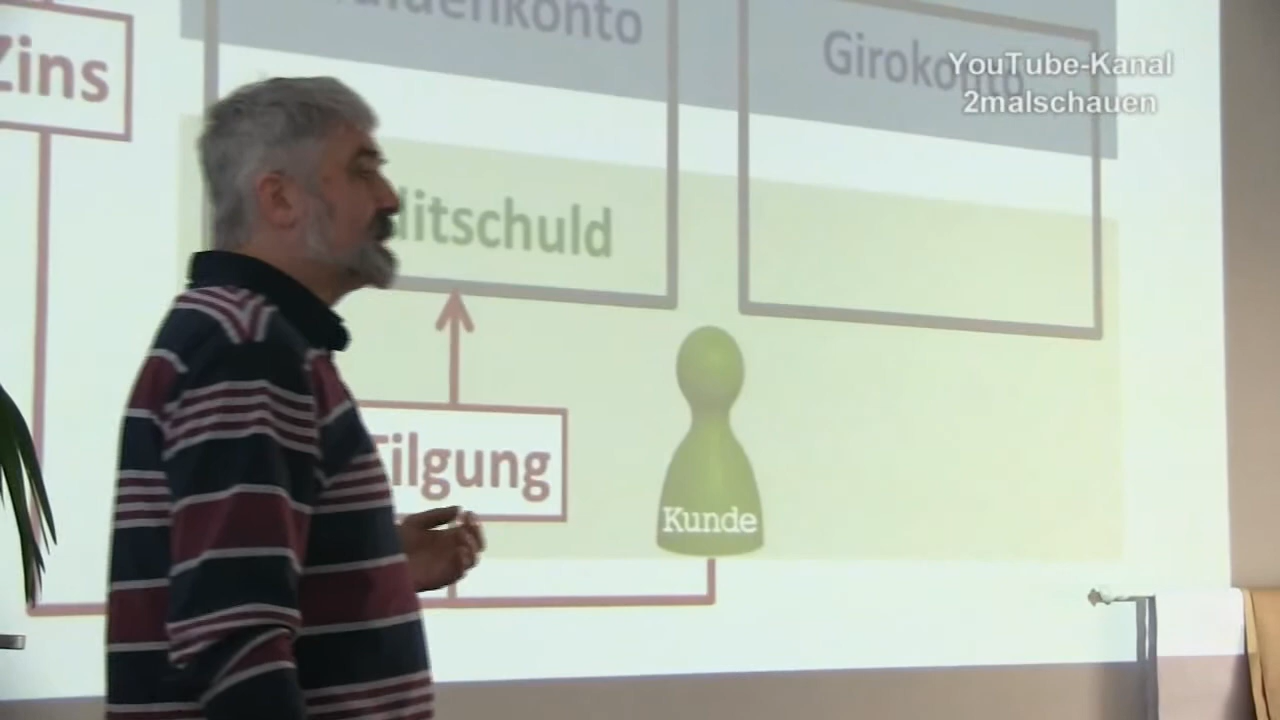 Zins
Girokonto
YouTube-Kanal
2malschauen
Tilgung
Kunde